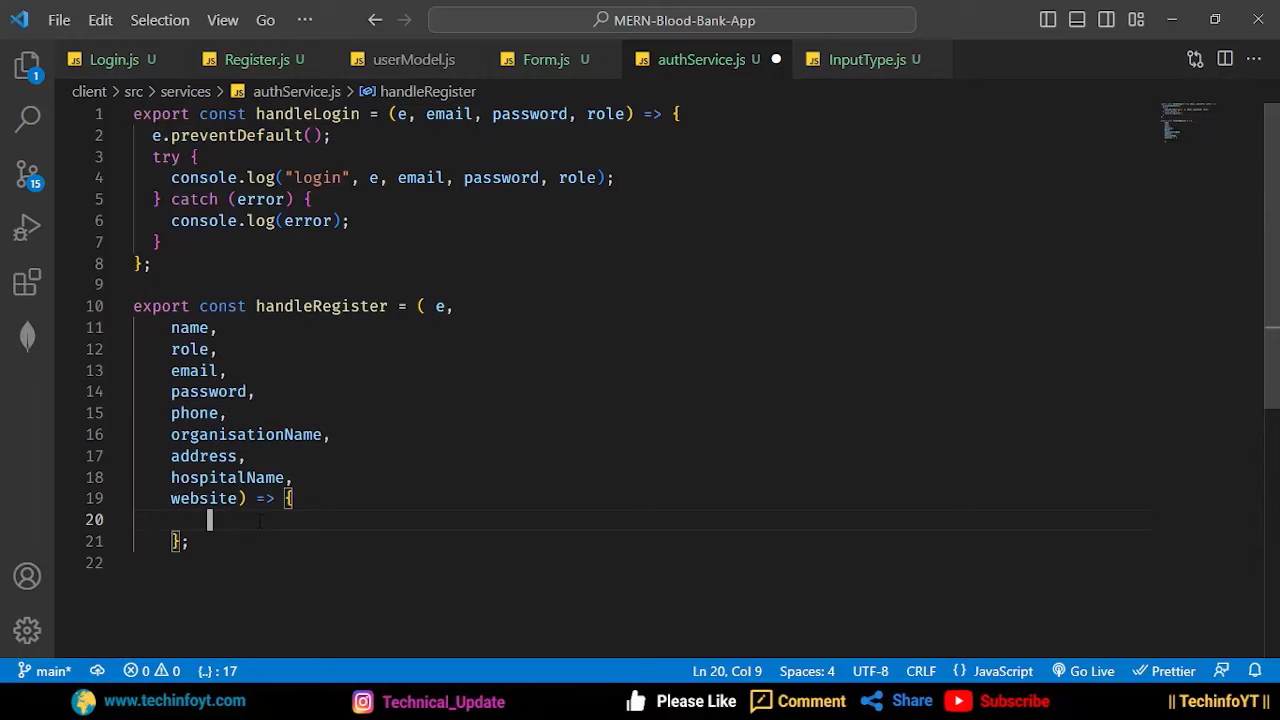 File Edit Selection View Go ··· MERN-Blood-Bank-App
Login.js U Register.js U userModel.js Form.js U authService.js U InputType.js U
client > src > services > authService.js > handleRegister
1 export const handleLogin = (e, email, password, role) => {
2 e.preventDefault();
3 try {
4 console.log("login", e, email, password, role);
5 } catch (error) {
6 console.log(error);
7 }
8 };
9
10 export const handleRegister = ( e,
11 name,
12 role,
13 email,
14 password,
15 phone,
16 organisationName,
17 address,
18 hospitalName,
19 website) => {
20
21 };
22
1
15
main* 0 0 {..} : 17 Ln 20, Col 9 Spaces: 4 UTF-8 CRLF {} JavaScript Go Live Prettier
www.techinfoyt.com Technical_Update Please Like Comment Share Subscribe || TechinfoYT ||